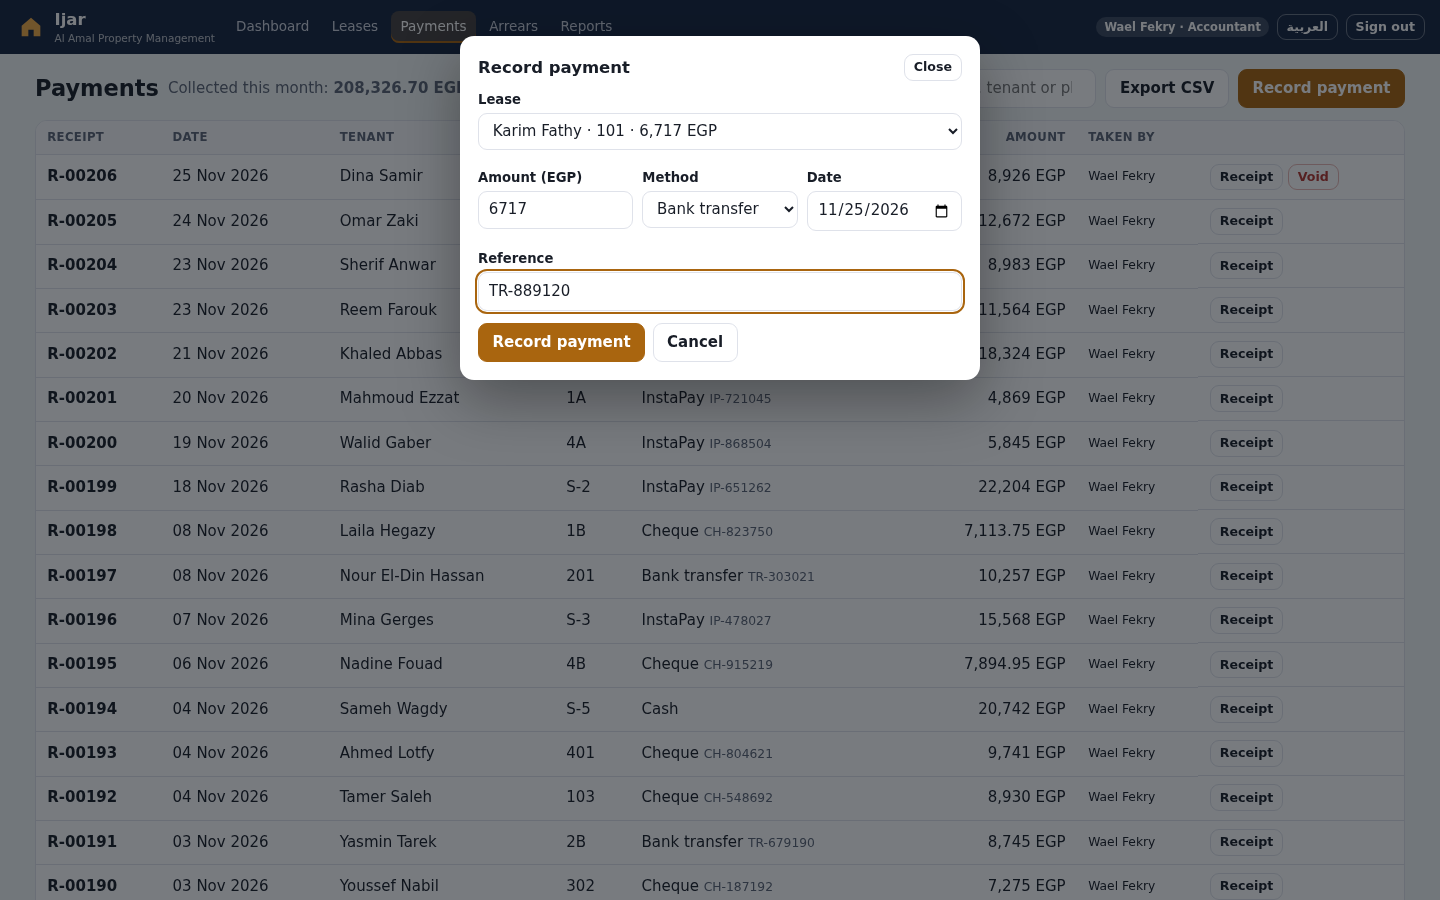 Ijar
Al Amal Property Management
Dashboard
Leases
Payments
Arrears
Reports
Wael Fekry · Accountant
العربية
Sign out
Payments
Collected this month: 208,326.70 EGP
tenant or
Export CSV
Record payment
RECEIPT DATE TENANT AMOUNT TAKEN BY
R-00206 25 Nov 2026 Dina Samir 8,926 EGP Wael Fekry Receipt Void
R-00205 24 Nov 2026 Omar Zaki 12,672 EGP Wael Fekry Receipt
R-00204 23 Nov 2026 Sherif Anwar 8,983 EGP Wael Fekry Receipt
R-00203 23 Nov 2026 Reem Farouk 11,564 EGP Wael Fekry Receipt
R-00202 21 Nov 2026 Khaled Abbas 18,324 EGP Wael Fekry Receipt
R-00201 20 Nov 2026 Mahmoud Ezzat 1A InstaPay IP-721045 4,869 EGP Wael Fekry Receipt
R-00200 19 Nov 2026 Walid Gaber 4A InstaPay IP-868504 5,845 EGP Wael Fekry Receipt
R-00199 18 Nov 2026 Rasha Diab S-2 InstaPay IP-651262 22,204 EGP Wael Fekry Receipt
R-00198 08 Nov 2026 Laila Hegazy 1B Cheque CH-823750 7,113.75 EGP Wael Fekry Receipt
R-00197 08 Nov 2026 Nour El-Din Hassan 201 Bank transfer TR-303021 10,257 EGP Wael Fekry Receipt
R-00196 07 Nov 2026 Mina Gerges S-3 InstaPay IP-478027 15,568 EGP Wael Fekry Receipt
R-00195 06 Nov 2026 Nadine Fouad 4B Cheque CH-915219 7,894.95 EGP Wael Fekry Receipt
R-00194 04 Nov 2026 Sameh Wagdy S-5 Cash 20,742 EGP Wael Fekry Receipt
R-00193 04 Nov 2026 Ahmed Lotfy 401 Cheque CH-804621 9,741 EGP Wael Fekry Receipt
R-00192 04 Nov 2026 Tamer Saleh 103 Cheque CH-548692 8,930 EGP Wael Fekry Receipt
R-00191 03 Nov 2026 Yasmin Tarek 2B Bank transfer TR-679190 8,745 EGP Wael Fekry Receipt
R-00190 03 Nov 2026 Youssef Nabil 302 Cheque CH-187192 7,275 EGP Wael Fekry Receipt
Record payment
Close
Lease
Karim Fathy · 101 · 6,717 EGP
Amount (EGP) Method Date
6717 Bank transfer 11/25/2026
Reference
TR-889120
Record payment Cancel